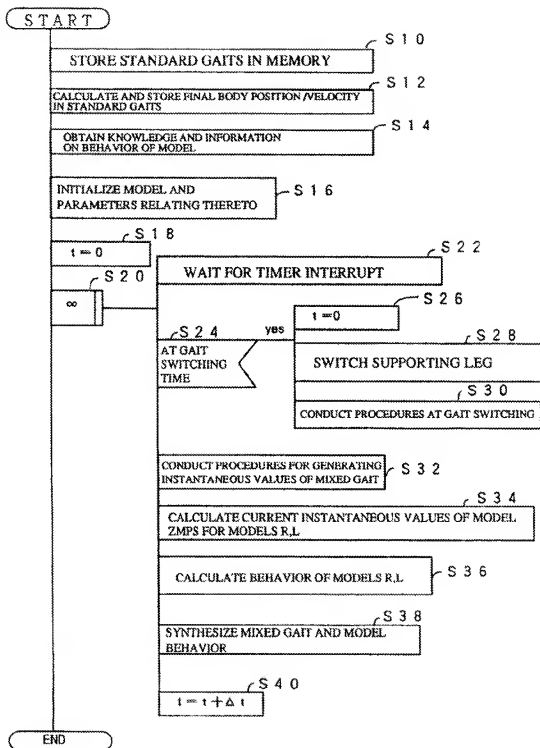 START
S10
STORE STANDARD GAITS IN MEMORY
S12
CALCULATE AND STORE FINAL BODY POSITION /VELOCITY
IN STANDARD GAITS
S14
OBTAIN KNOWLEDGE AND INFORMATION
ON BEHAVIOR OF MODEL
S16
INITIALIZE MODEL AND
PARAMETERS RELATING THERETO
S18
t=0
S20
∞
S22
WAIT FOR TIMER INTERRUPT
S24
AT GAIT
SWITCHING
TIME
yes
S26
t=0
S28
SWITCH SUPPORTING LEG
S30
CONDUCT PROCEDURES AT GAIT SWITCHING
S32
CONDUCT PROCEDURES FOR GENERATING
INSTANTANEOUS VALUES OF MIXED GAIT
S34
CALCULATE CURRENT INSTANTANEOUS VALUES OF MODEL
ZMPS FOR MODELS R,L
S36
CALCULATE BEHAVIOR OF MODELS R,L
S38
SYNTHESIZE MIXED GAIT AND MODEL
BEHAVIOR
S40
t=t+Δt
END